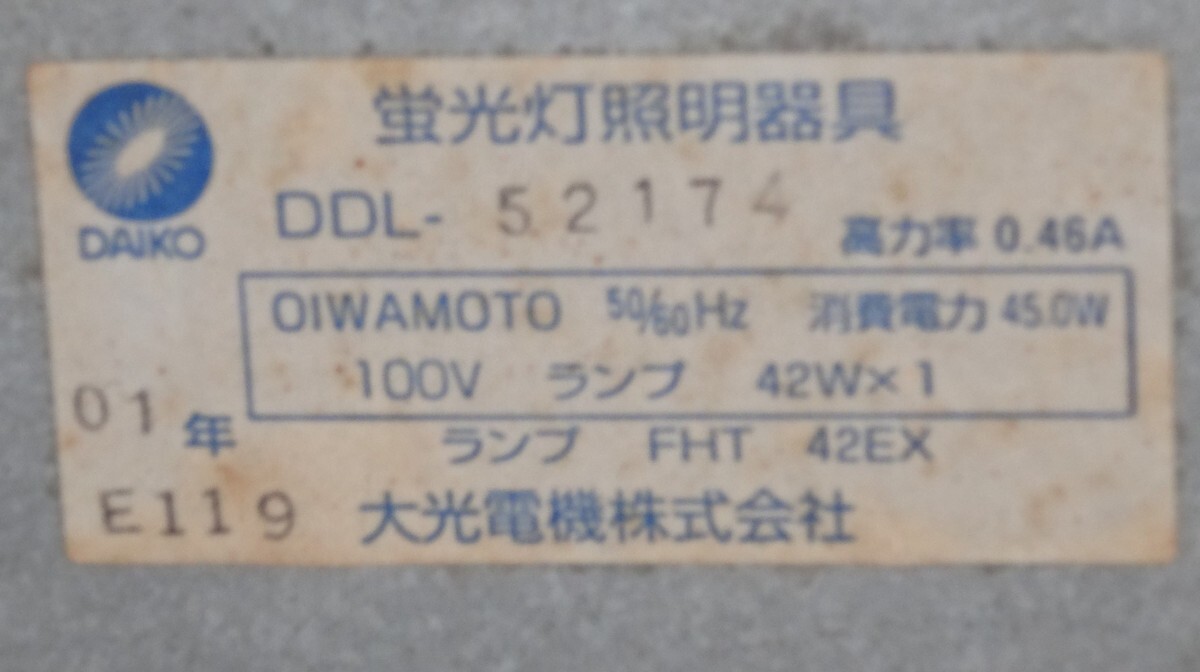 蛍光灯照明器具
DAIKO
DDL- 52174
高力率 0.46A
OIWAMOTO 50/60Hz 消費電力 45.0W
100V ランプ 42W×1
01年
ランプ FHT 42EX
E119 大光電機株式会社